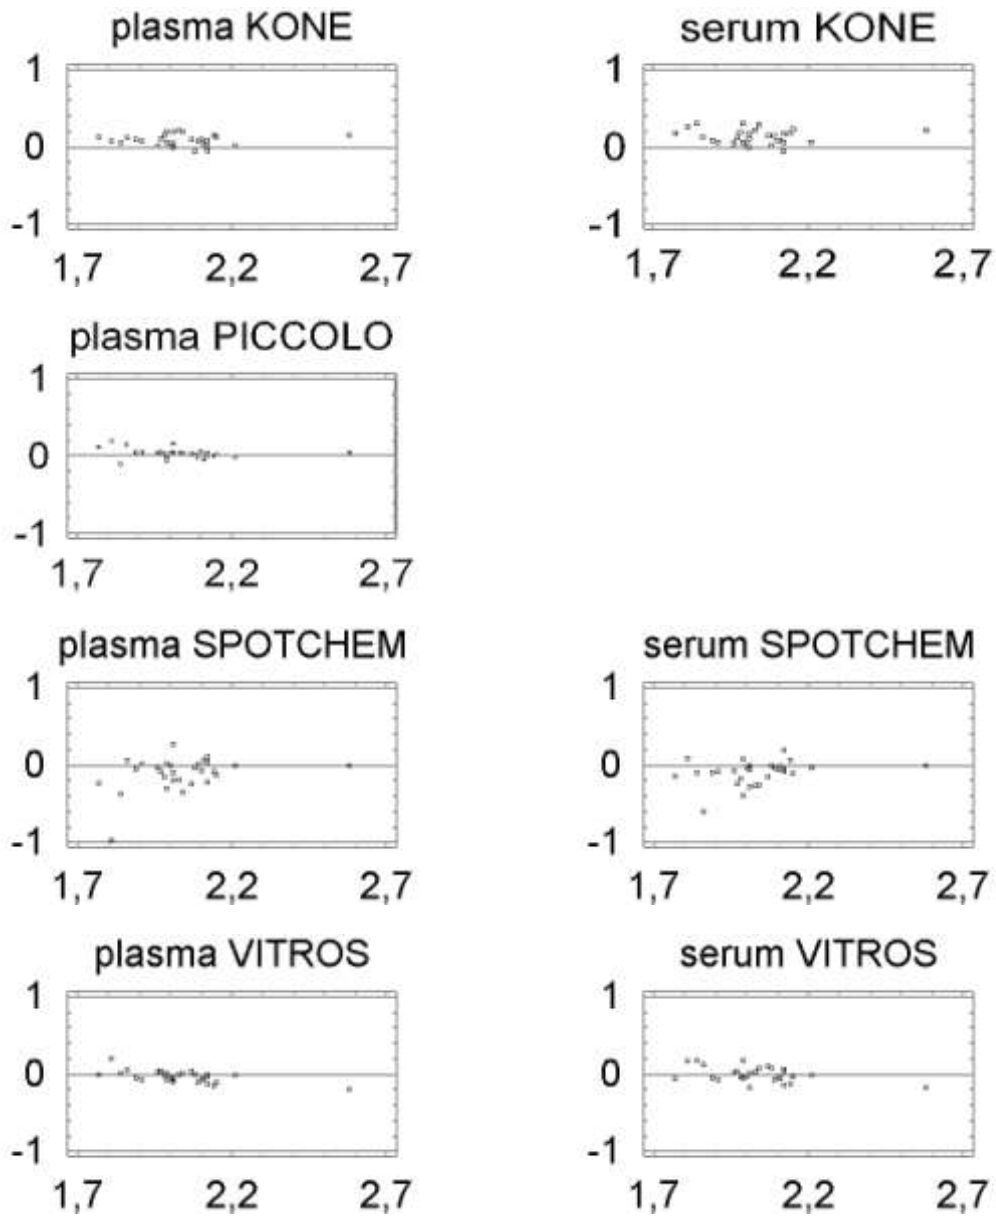 plasma KONE
1
0
-1
1,7 2,2 2,7
serum KONE
1
0
-1
1,7 2,2 2,7
plasma PICCOLO
1
0
-1
1,7 2,2 2,7
plasma SPOTCHEM
1
0
-1
1,7 2,2 2,7
serum SPOTCHEM
1
0
-1
1,7 2,2 2,7
plasma VITROS
1
0
-1
1,7 2,2 2,7
serum VITROS
1
0
-1
1,7 2,2 2,7